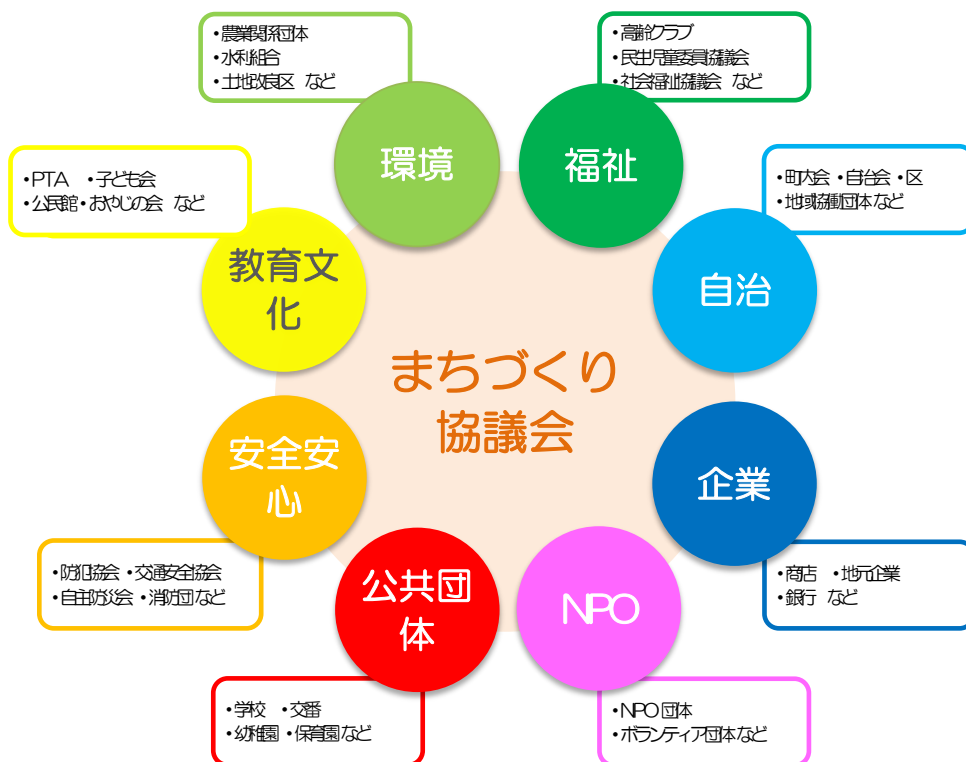 ・農業関係団体
・水利組合
・土地改良区 など
・高齢クラブ
・民生児童委員協議会
・社会福祉協議会 など
環境
福祉
・PTA ・子ども会
・公民館・おやじの会 など
・町内会・自治会・区
・地域協働団体など
教育文
化
自治
まちづくり
協議会
安全安
心
企業
・防犯協会・交通安全協会
・自主防災会・消防団など
・商店 ・地元企業
・銀行 など
公共団
体
NPO
・学校 ・交番
・幼稚園・保育園など
・NPO団体
・ボランティア団体など